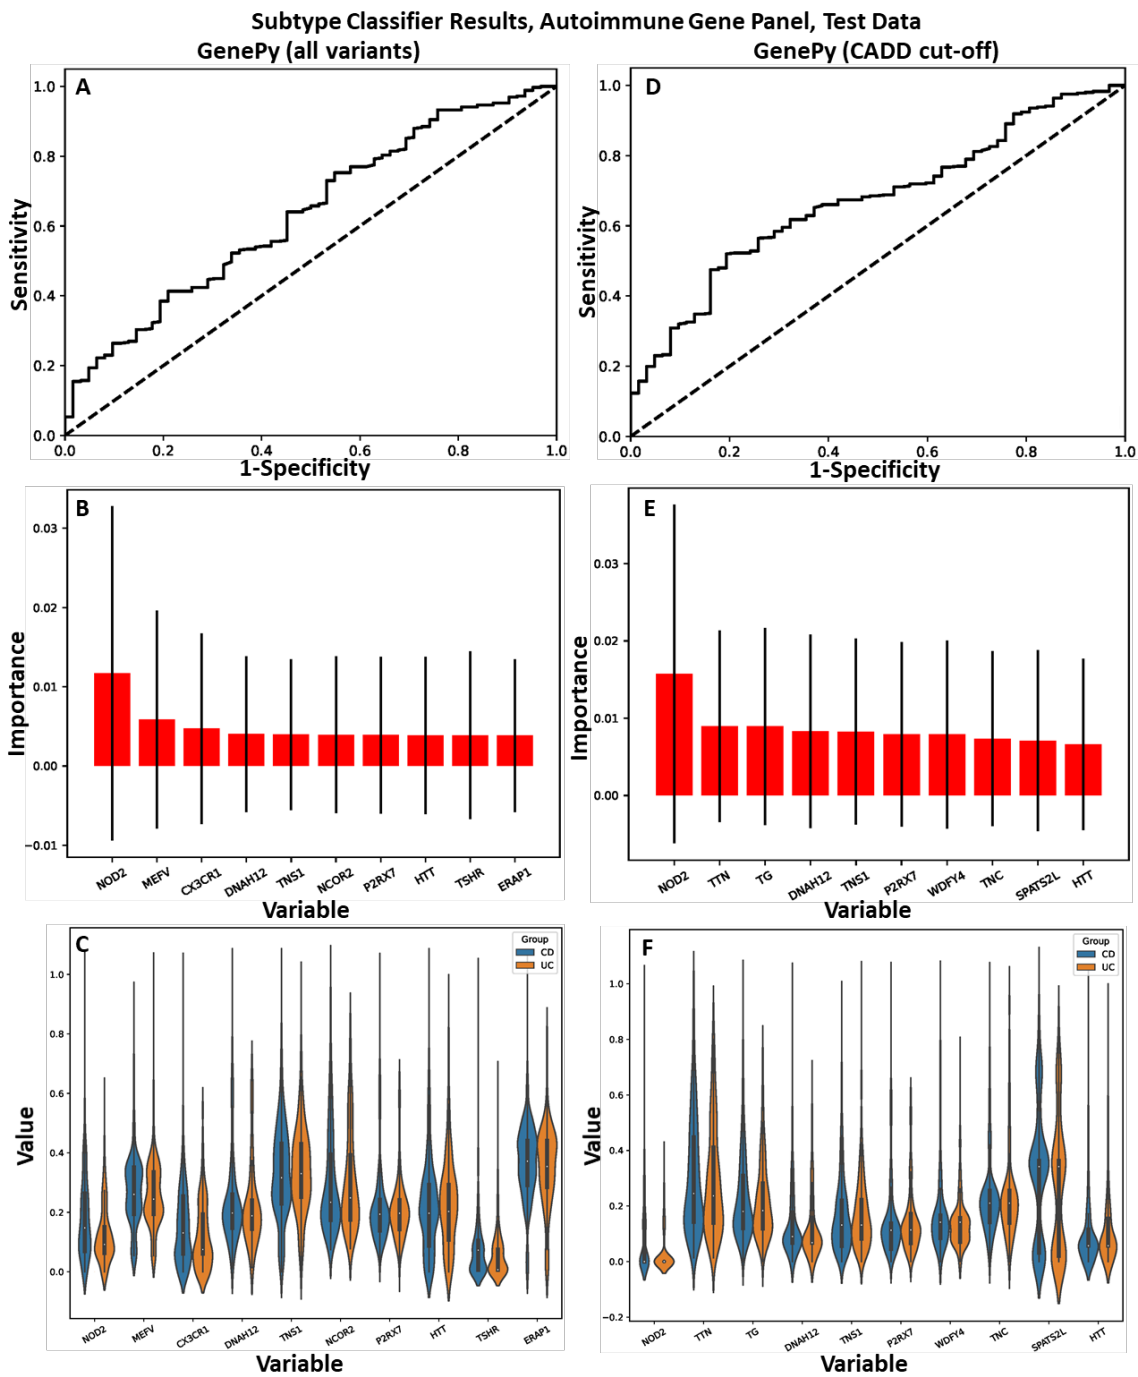 Subtype Classifier Results, Autoimmune Gene Panel, Test Data
GenePy (all variants)
GenePy (CADD cut-off)
A
1.0
0.8
0.6
0.4
0.2
0.0
Sensitivity
0.0 0.2 0.4 0.6 0.8 1.0
1-Specificity
D
1.0
0.8
0.6
0.4
0.2
0.0
Sensitivity
0.0 0.2 0.4 0.6 0.8 1.0
1-Specificity
B
0.03
0.02
0.01
0.00
−0.01
Importance
NOD2 MEFV CX3CR1 DNAH12 TNS1 NCOR2 P2RX7 HTT TSHR ERAP1
Variable
E
0.03
0.02
0.01
0.00
Importance
NOD2 TTN TG DNAH12 TNS1 P2RX7 WDFY4 TNC SPATS2L HTT
Variable
C
Group
CD
UC
1.0
0.8
0.6
0.4
0.2
0.0
Value
NOD2 MEFV CX3CR1 DNAH12 TNS1 NCOR2 P2RX7 HTT TSHR ERAP1
Variable
F
Group
CD
UC
1.0
0.8
0.6
0.4
0.2
0.0
−0.2
Value
NOD2 TTN TG DNAH12 TNS1 P2RX7 WDFY4 TNC SPATS2L HTT
Variable